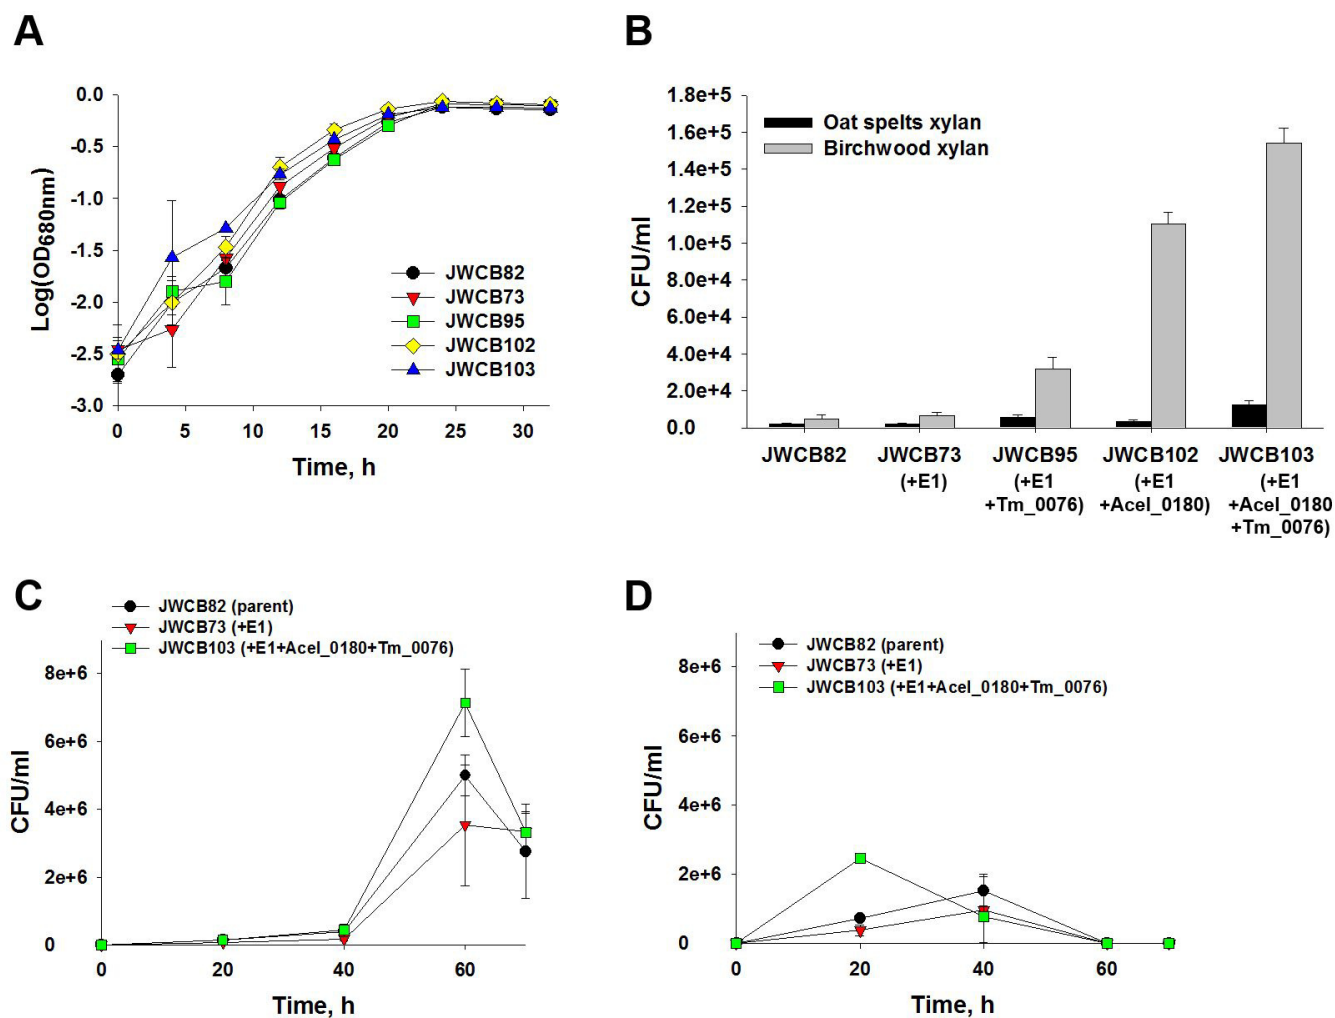 A
Log(OD680nm)
0.0
-0.5
-1.0
-1.5
-2.0
-2.5
-3.0
JWCB82
JWCB73
JWCB95
JWCB102
JWCB103
0 5 10 15 20 25 30
Time, h
B
CFU/ml
1.8e+5
1.6e+5
1.4e+5
1.2e+5
1.0e+5
8.0e+4
6.0e+4
4.0e+4
2.0e+4
0.0
Oat spelts xylan
Birchwood xylan
JWCB82 JWCB73 JWCB95 JWCB102 JWCB103
(+E1) (+E1 (+E1 (+E1
+Tm_0076) +Acel_0180) +Acel_0180
+Tm_0076)
C
JWCB82 (parent)
JWCB73 (+E1)
JWCB103 (+E1+Acel_0180+Tm_0076)
CFU/ml
8e+6
6e+6
4e+6
2e+6
0
0 20 40 60
Time, h
D
JWCB82 (parent)
JWCB73 (+E1)
JWCB103 (+E1+Acel_0180+Tm_0076)
CFU/ml
8e+6
6e+6
4e+6
2e+6
0
0 20 40 60
Time, h